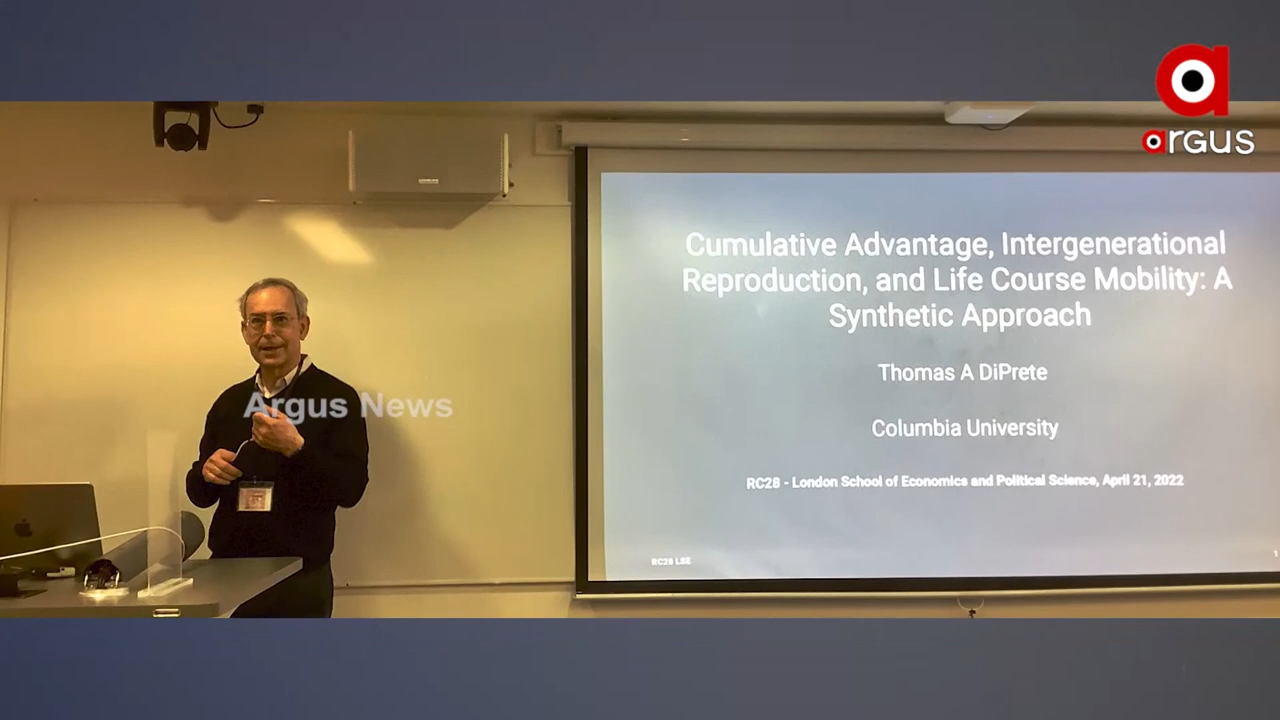 argus
Cumulative Advantage, Intergenerational
Reproduction, and Life Course Mobility: A
Synthetic Approach
Thomas A DiPrete
Columbia University
RC28 - London School of Economics and Political Science, April 21, 2022
RC28 LSE
1
Argus News